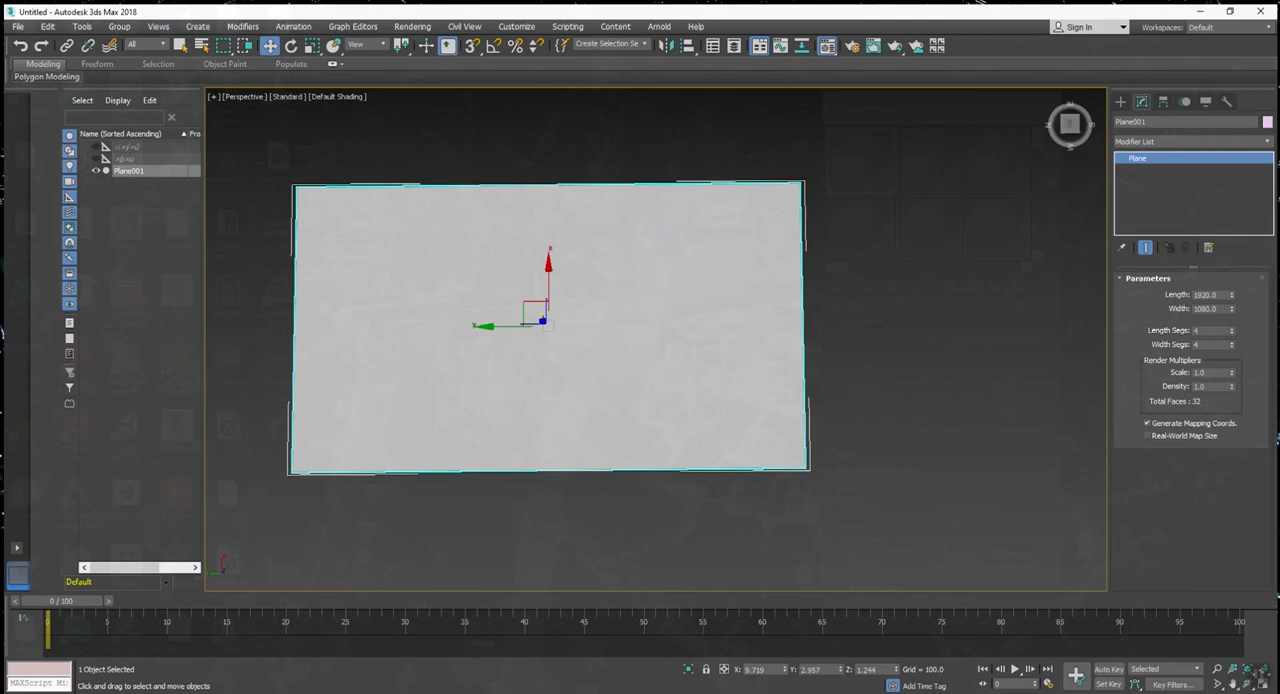 Untitled - Autodesk 3ds Max 2018
File Edit Tools Group Views Create Modifiers Animation Graph Editors Rendering Civil View Customize Scripting Content Arnold Help
Sign In
Workspaces: Default
All
View
Create Selection Se
Modeling Freeform Selection Object Paint Populate
Polygon Modeling
Select Display Edit
Name (Sorted Ascending) ▲ Fro
Plane001
[+] [Perspective] [Standard] [Default Shading]
x
y
Plane001
Modifier List
Plane
Parameters
Length: 1920.0
Width: 1080.0
Length Segs: 4
Width Segs: 4
Render Multipliers
Scale: 1.0
Density: 1.0
Total Faces : 32
Generate Mapping Coords.
Real-World Map Size
Default
0 / 100
0 5 10 15 20 25 30 35 40 45 50 55 60 65 70 75 80 85 90 95 100
1 Object Selected
X: 9.719 Y: 2.957 Z: 1.244 Grid = 100.0
Auto Key Selected
MAXScript Mi
Click and drag to select and move objects
Add Time Tag
0
Set Key Key Filters...